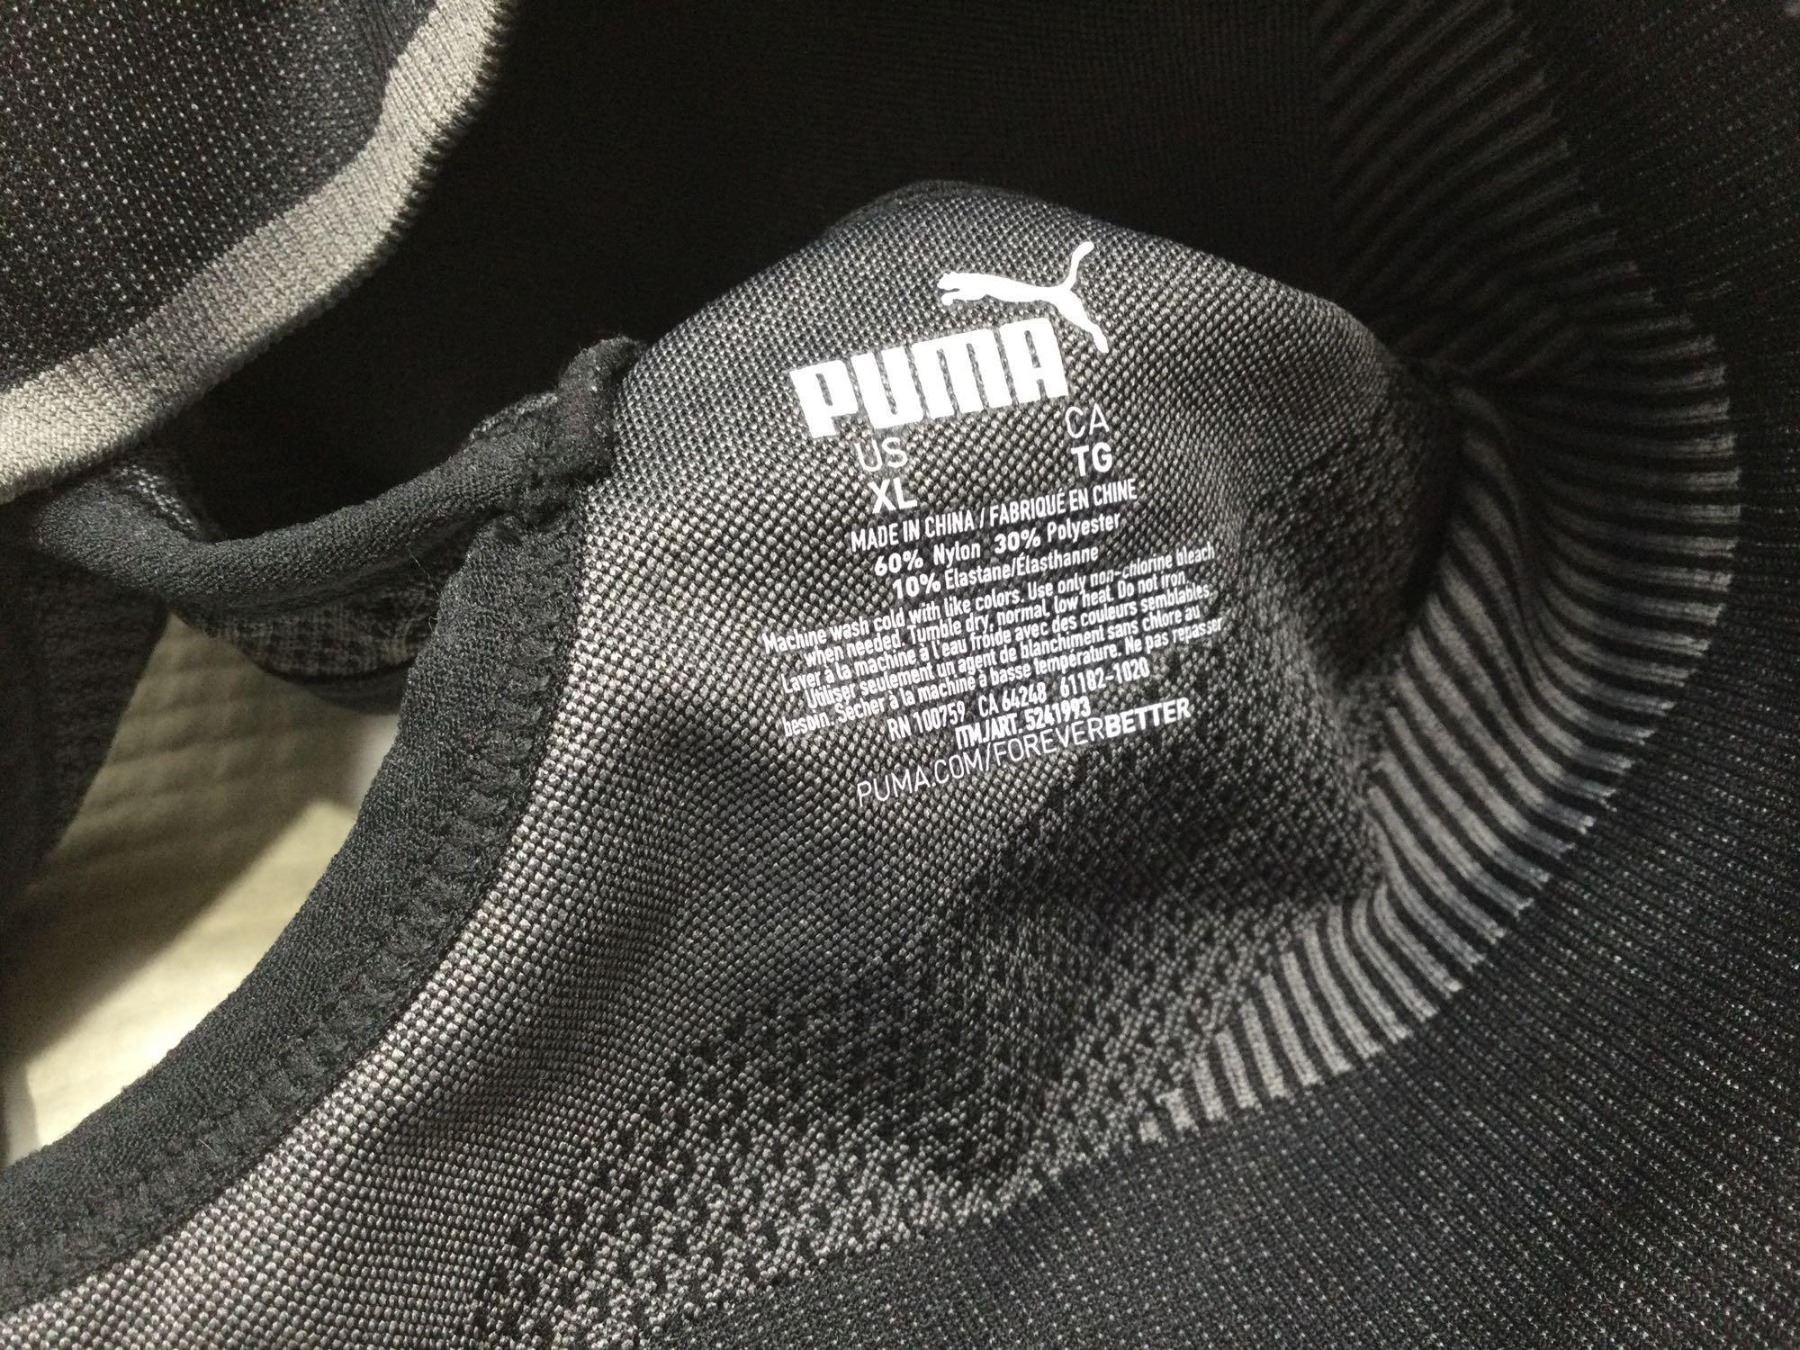 PUMA
US CA
XL TG
MADE IN CHINA / FABRIQUÉ EN CHINE
60% Nylon 30% Polyester
10% Élastane/Élasthanne
Machine wash cold with like colors. Use only non-chlorine bleach
when needed. Tumble dry, normal, low heat. Do not iron.
Laver à la machine à l'eau froide avec des couleurs semblables.
Utiliser seulement un agent de blanchiment sans chlore au
besoin. Sécher à la machine à basse température. Ne pas repasser
RN 100759 CA 64248 61182-1020
ITM./ART. 5241993
PUMA.COM/FOREVERBETTER